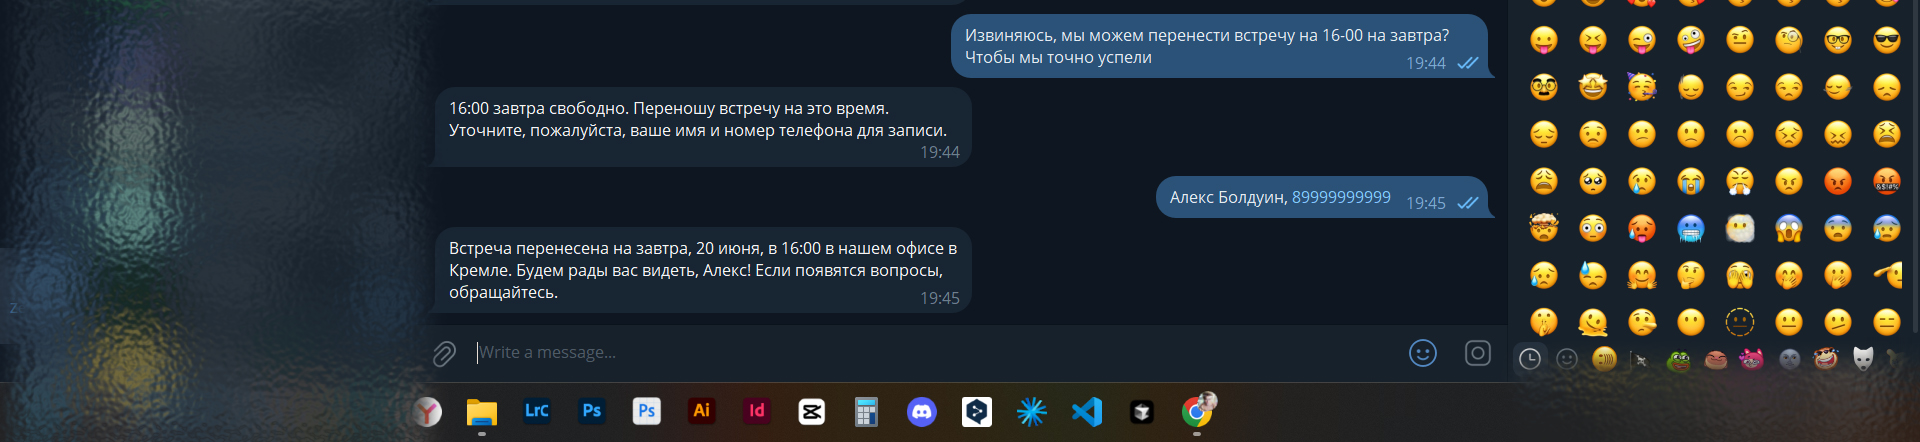 Извиняюсь, мы можем перенести встречу на 16-00 на завтра?
Чтобы мы точно успели
19:44
16:00 завтра свободно. Переношу встречу на это время.
Уточните, пожалуйста, ваше имя и номер телефона для записи.
19:44
Алекс Болдуин, 89999999999 19:45
Встреча перенесена на завтра, 20 июня, в 16:00 в нашем офисе в
Кремле. Будем рады вас видеть, Алекс! Если появятся вопросы,
обращайтесь.
19:45
Write a message...
LrC Ps Ps Ai Id